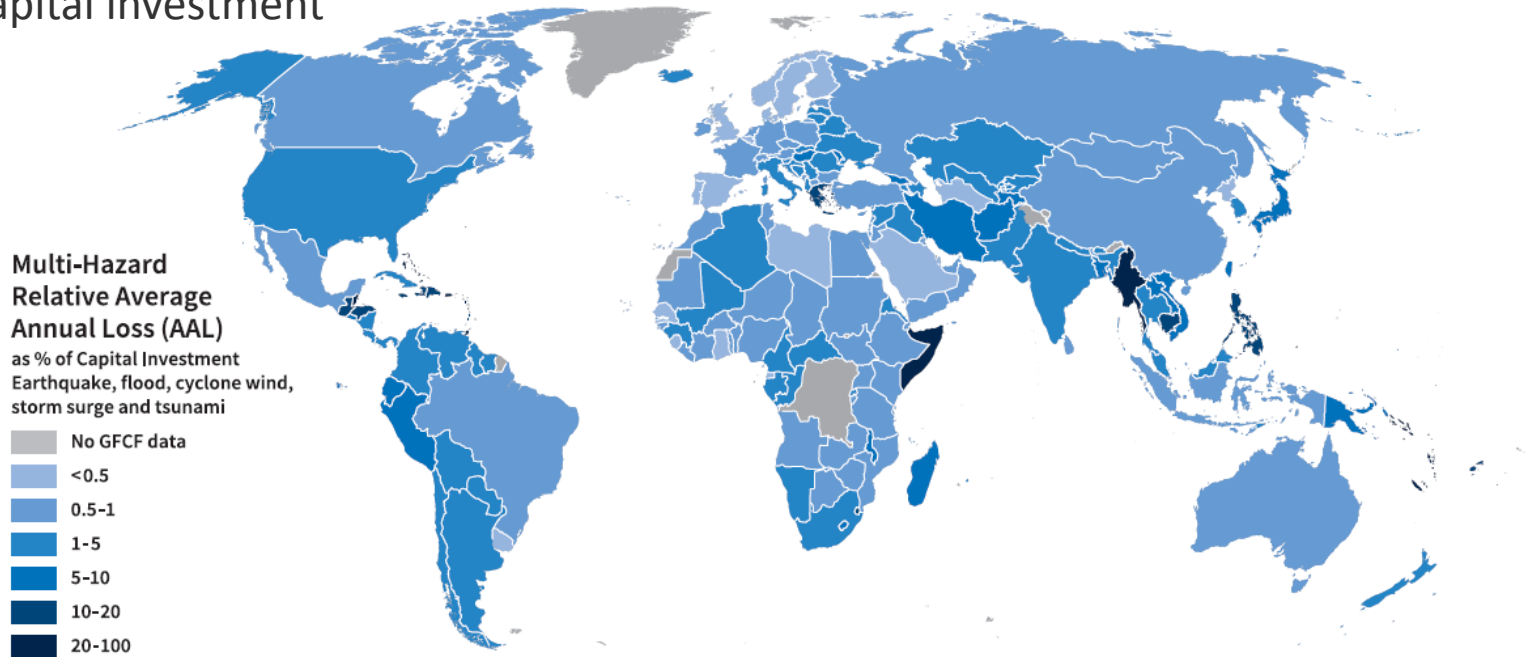 apital Investment
Multi-Hazard
Relative Average
Annual Loss (AAL)
as % of Capital Investment
Earthquake, flood, cyclone wind,
storm surge and tsunami
No GFCF data
<0.5
0.5-1
1-5
5-10
10-20
20-100